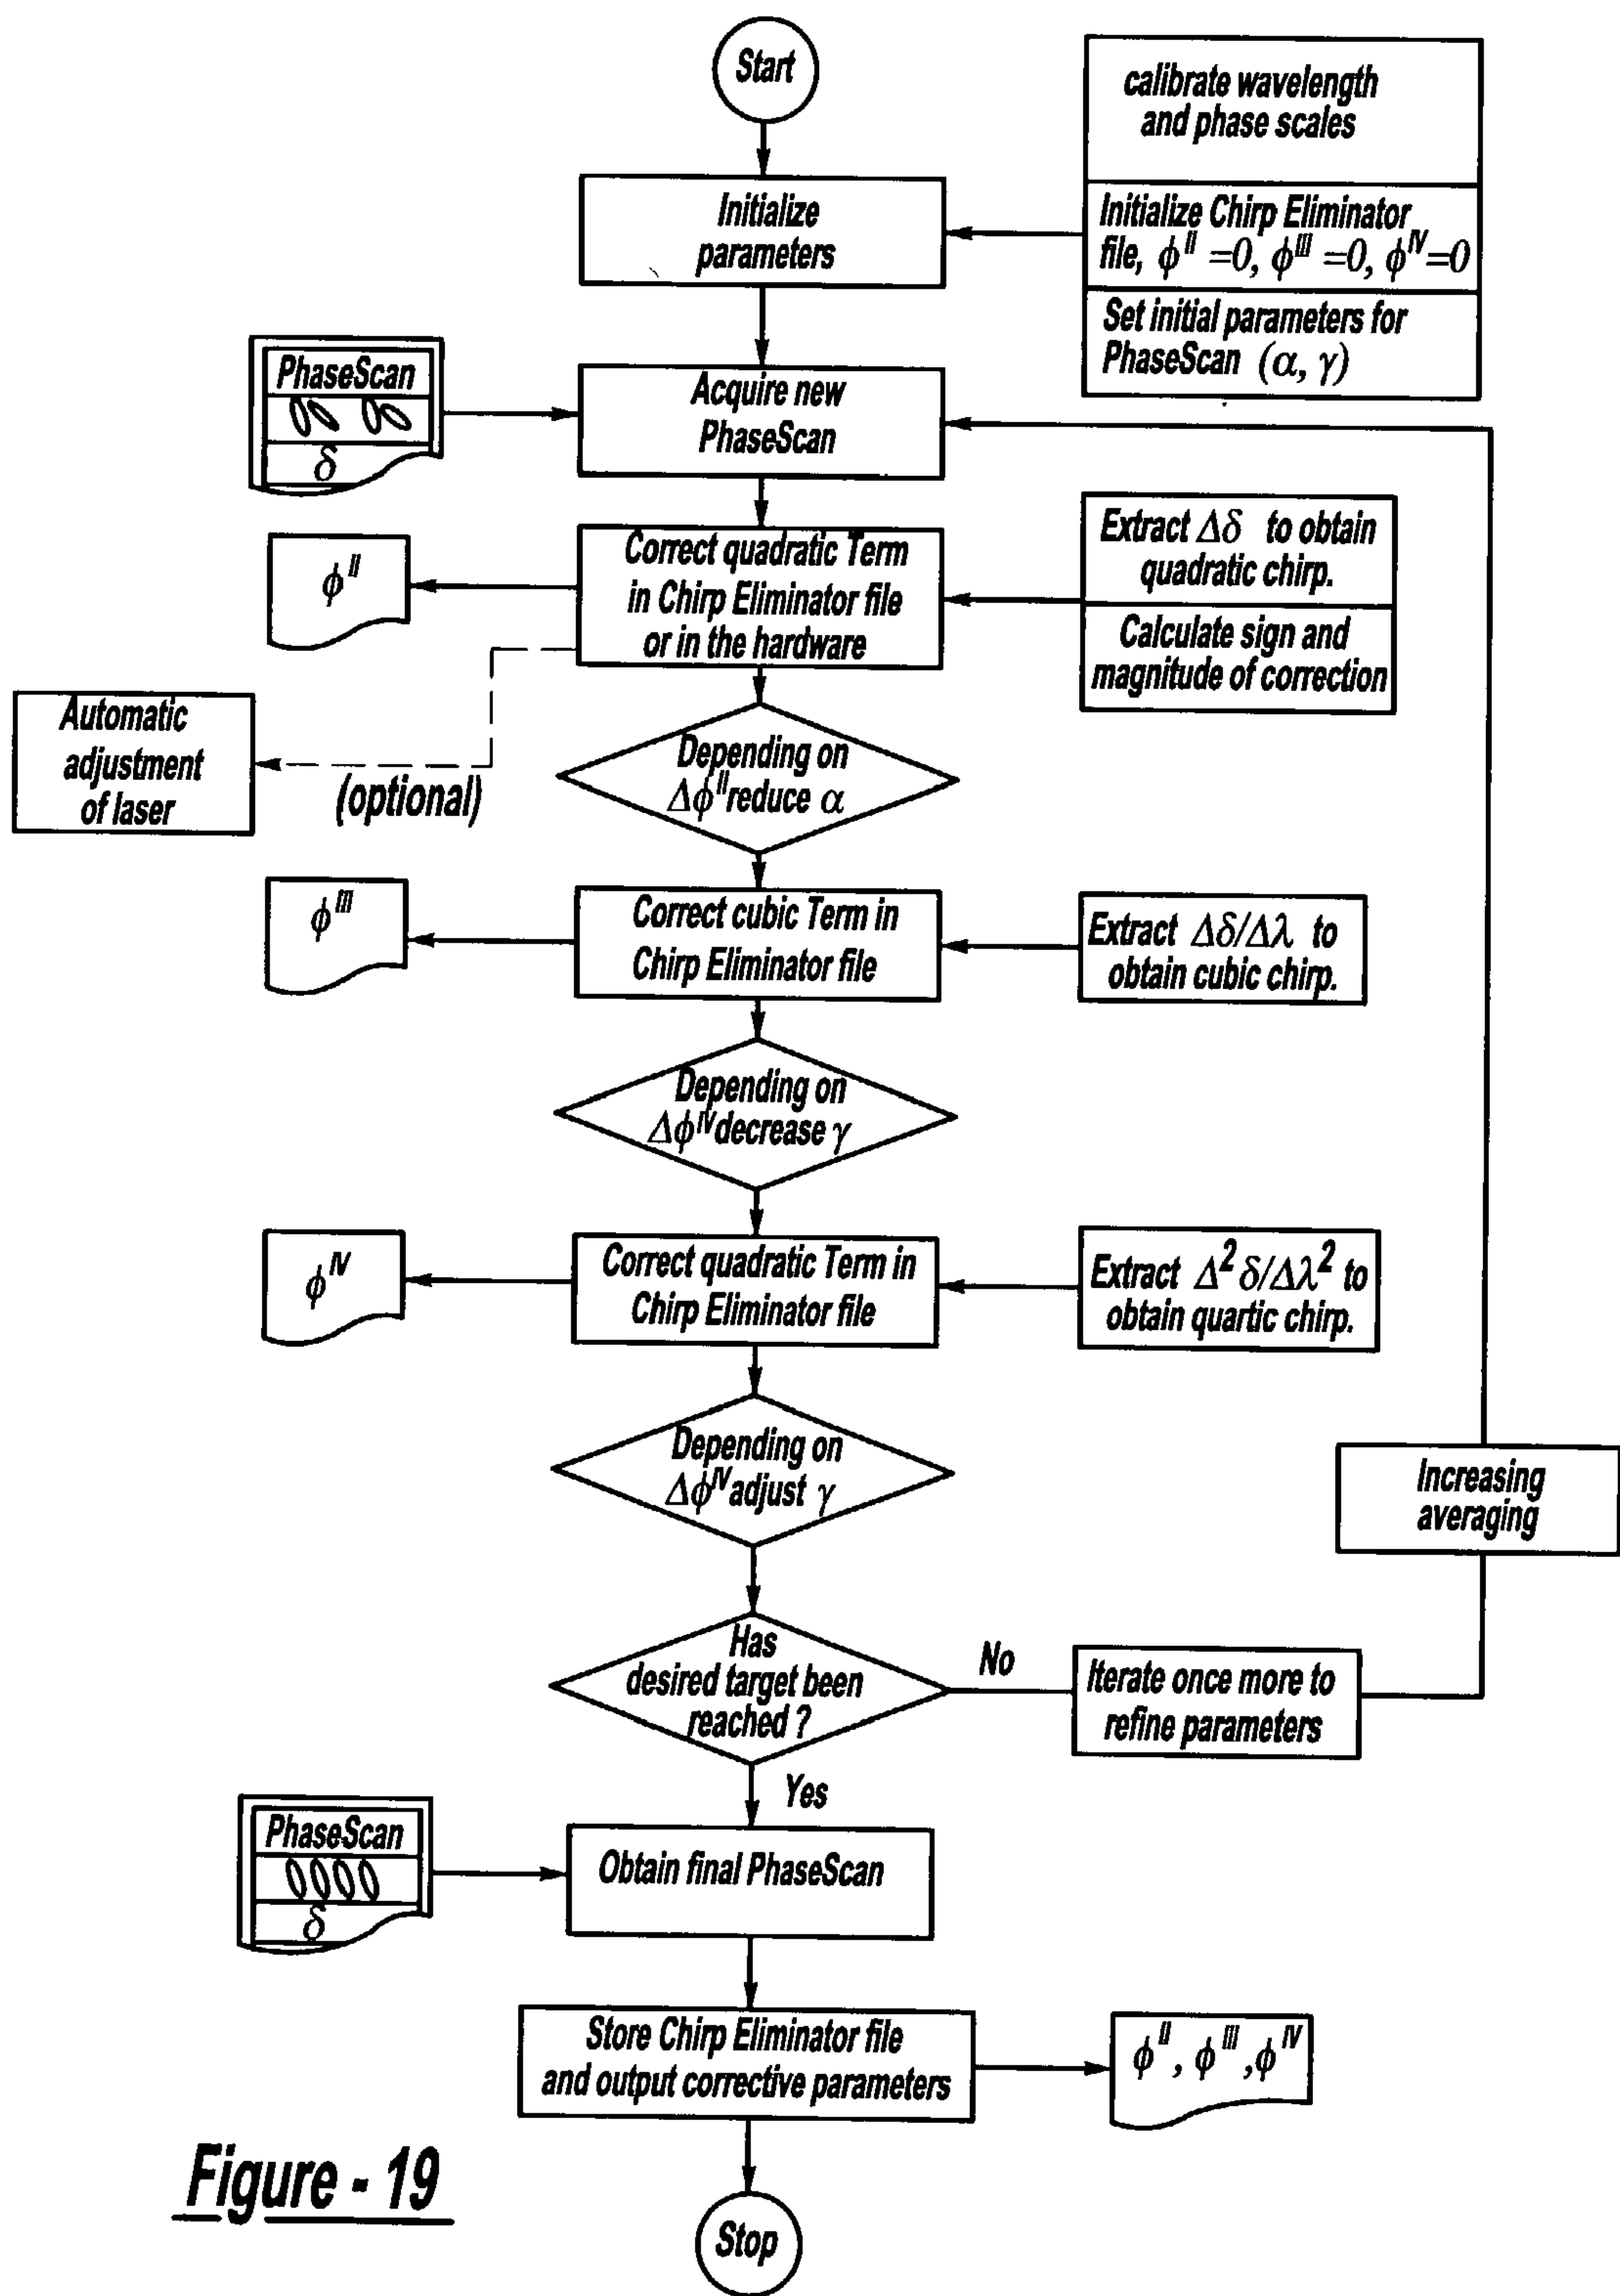 Start
calibrate wavelength
and phase scales
Initialize
parameters
Initialize Chirp Eliminator
file, ϕ^II =0, ϕ^III =0, ϕ^IV=0
Set initial parameters for
PhaseScan (α, γ)
PhaseScan
δ
Acquire new
PhaseScan
ϕ^II
Correct quadratic Term
in Chirp Eliminator file
or in the hardware
Extract Δδ to obtain
quadratic chirp.
Calculate sign and
magnitude of correction
Automatic
adjustment
of laser
(optional)
Depending on
Δϕ^II reduce α
ϕ^III
Correct cubic Term in
Chirp Eliminator file
Extract Δδ/Δλ to
obtain cubic chirp.
Depending on
Δϕ^IV decrease γ
ϕ^IV
Correct quadratic Term in
Chirp Eliminator file
Extract Δ² δ/Δλ² to
obtain quartic chirp.
Depending on
Δϕ^IV adjust γ
Increasing
averaging
Has
desired target been
reached ?
No
Iterate once more to
refine parameters
Yes
PhaseScan
δ
Obtain final PhaseScan
Store Chirp Eliminator file
and output corrective parameters
ϕ^II, ϕ^III, ϕ^IV
Figure - 19
Stop